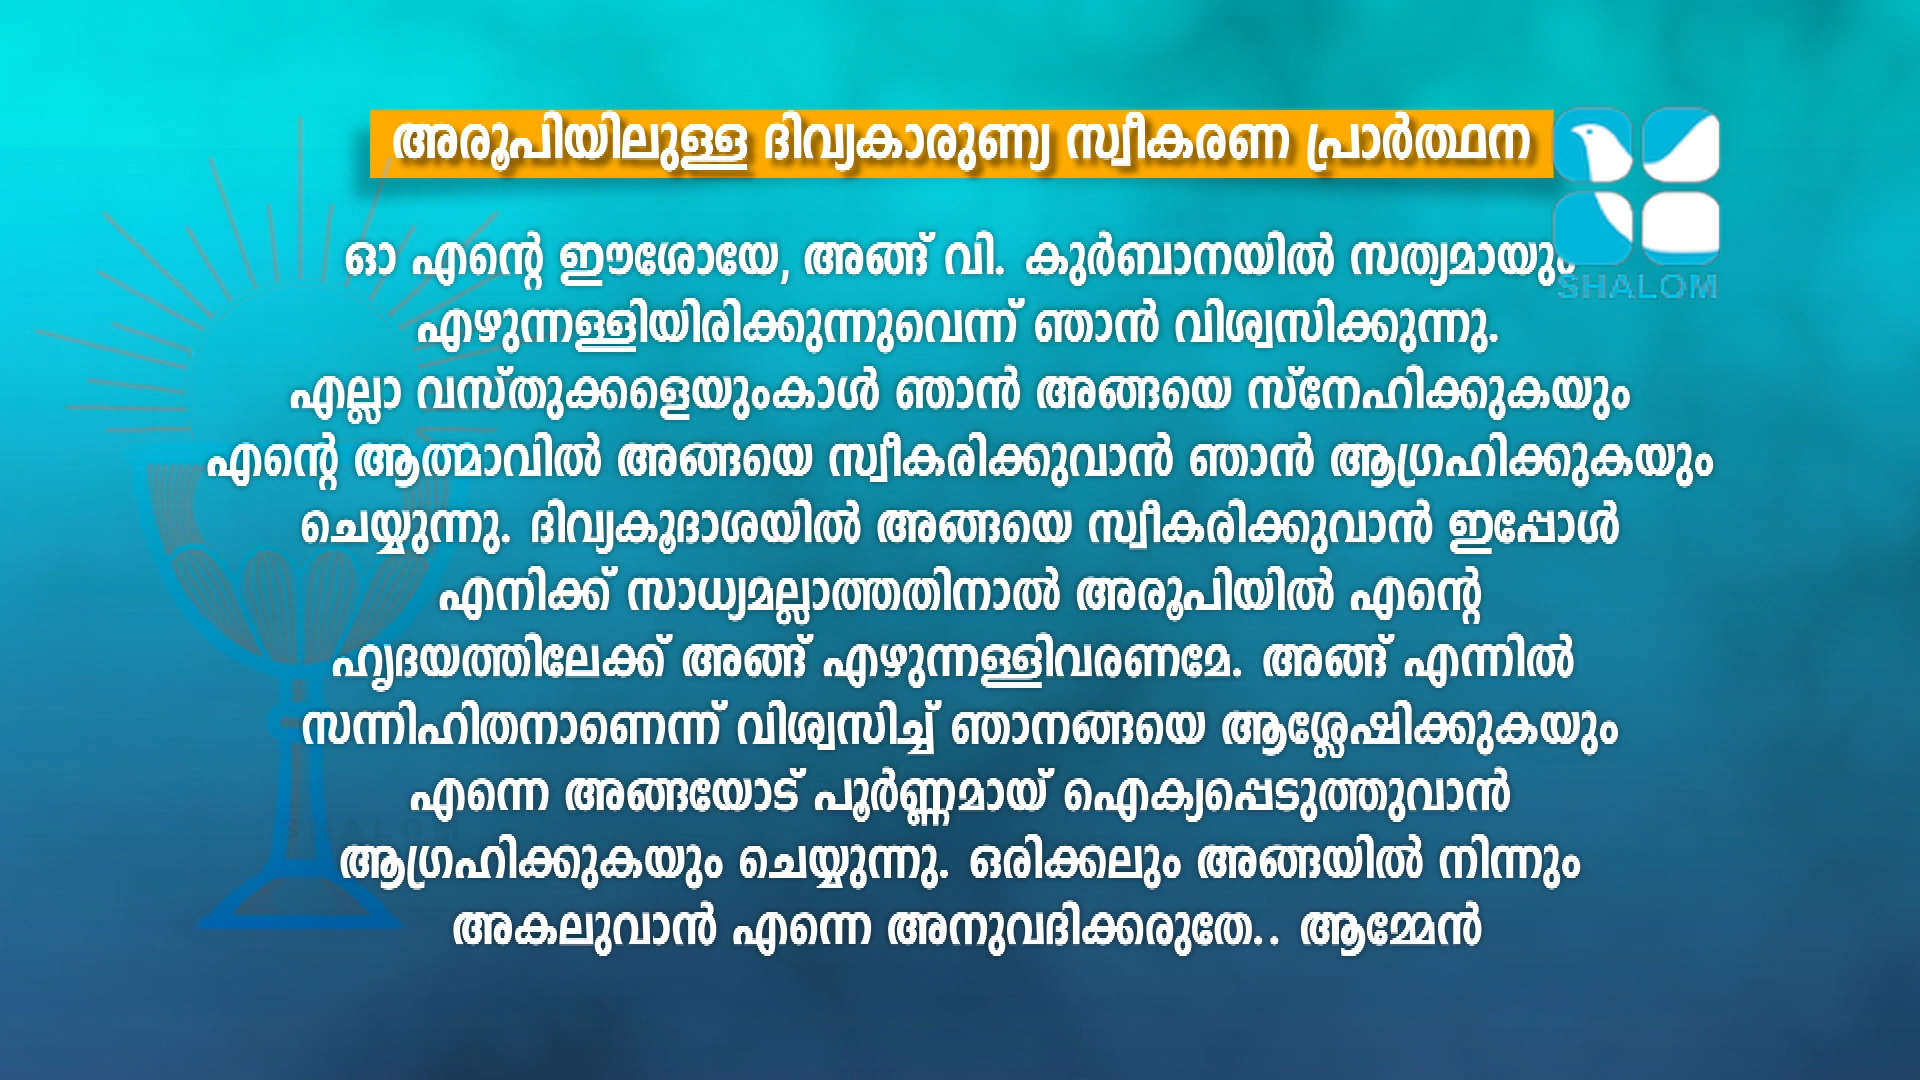 അരൂപിയിലുള്ള ദിവ്യകാരുണ്യ സ്വീകരണ പ്രാർത്ഥന
ഓ എന്റെ ഈശോയേ, അങ്ങ് വി. കുർബാനയിൽ സത്യമായും
SHALOM
എഴുന്നള്ളിയിരിക്കുന്നുവെന്ന് ഞാൻ വിശ്വസിക്കുന്നു.
എല്ലാ വസ്തുക്കളെയുംകാൾ ഞാൻ അങ്ങയെ സ്നേഹിക്കുകയും
എന്റെ ആത്മാവിൽ അങ്ങയെ സ്വീകരിക്കുവാൻ ഞാൻ ആഗ്രഹിക്കുകയും
ചെയ്യുന്നു. ദിവ്യകൂദാശയിൽ അങ്ങയെ സ്വീകരിക്കുവാൻ ഇപ്പോൾ
എനിക്ക് സാധ്യമല്ലാത്തതിനാൽ അരൂപിയിൽ എന്റെ
ഹൃദയത്തിലേക്ക് അങ്ങ് എഴുന്നള്ളിവരണമേ. അങ്ങ് എന്നിൽ
സന്നിഹിതനാണെന്ന് വിശ്വസിച്ച് ഞാനങ്ങയെ ആശ്ലേഷിക്കുകയും
എന്നെ അങ്ങയോട് പൂർണ്ണമായ് ഐക്യപ്പെടുത്തുവാൻ
SHALOM
ആഗ്രഹിക്കുകയും ചെയ്യുന്നു. ഒരിക്കലും അങ്ങയിൽ നിന്നും
അകലുവാൻ എന്നെ അനുവദിക്കരുതേ.. ആമ്മേൻ